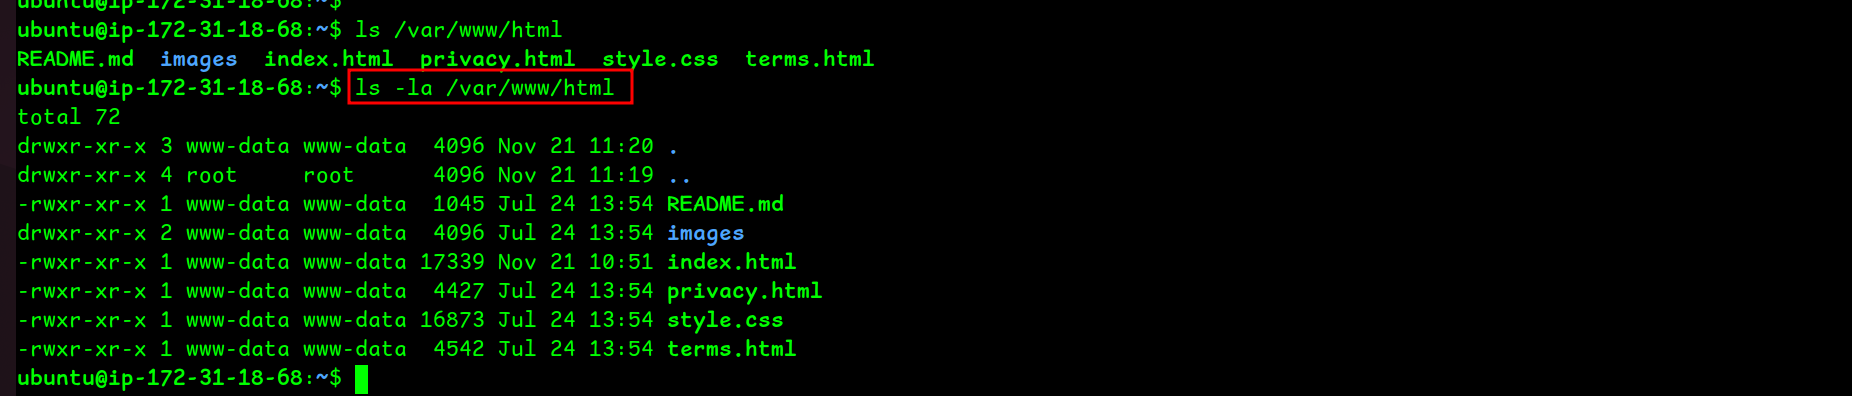 ubuntu@ip-172-31-18-68:~$
ubuntu@ip-172-31-18-68:~$ ls /var/www/html
README.md  images  index.html  privacy.html  style.css  terms.html
ubuntu@ip-172-31-18-68:~$ ls -la /var/www/html
total 72
drwxr-xr-x 3 www-data www-data  4096 Nov 21 11:20 .
drwxr-xr-x 4 root     root      4096 Nov 21 11:19 ..
-rwxr-xr-x 1 www-data www-data  1045 Jul 24 13:54 README.md
drwxr-xr-x 2 www-data www-data  4096 Jul 24 13:54 images
-rwxr-xr-x 1 www-data www-data 17339 Nov 21 10:51 index.html
-rwxr-xr-x 1 www-data www-data  4427 Jul 24 13:54 privacy.html
-rwxr-xr-x 1 www-data www-data 16873 Jul 24 13:54 style.css
-rwxr-xr-x 1 www-data www-data  4542 Jul 24 13:54 terms.html
ubuntu@ip-172-31-18-68:~$